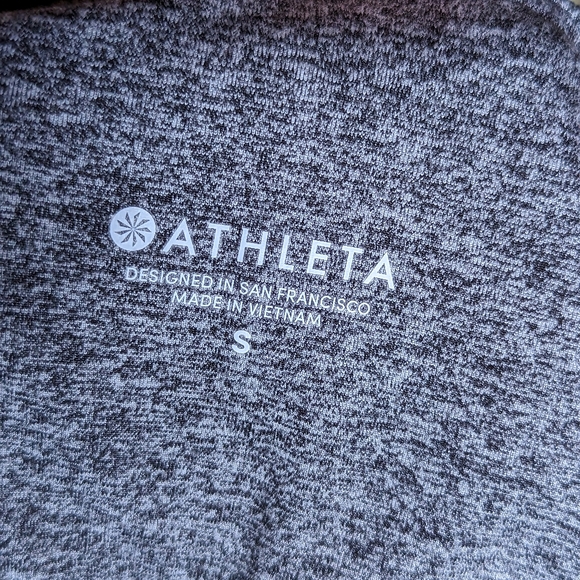 ATHLETA
DESIGNED IN SAN FRANCISCO
MADE IN VIETNAM
S